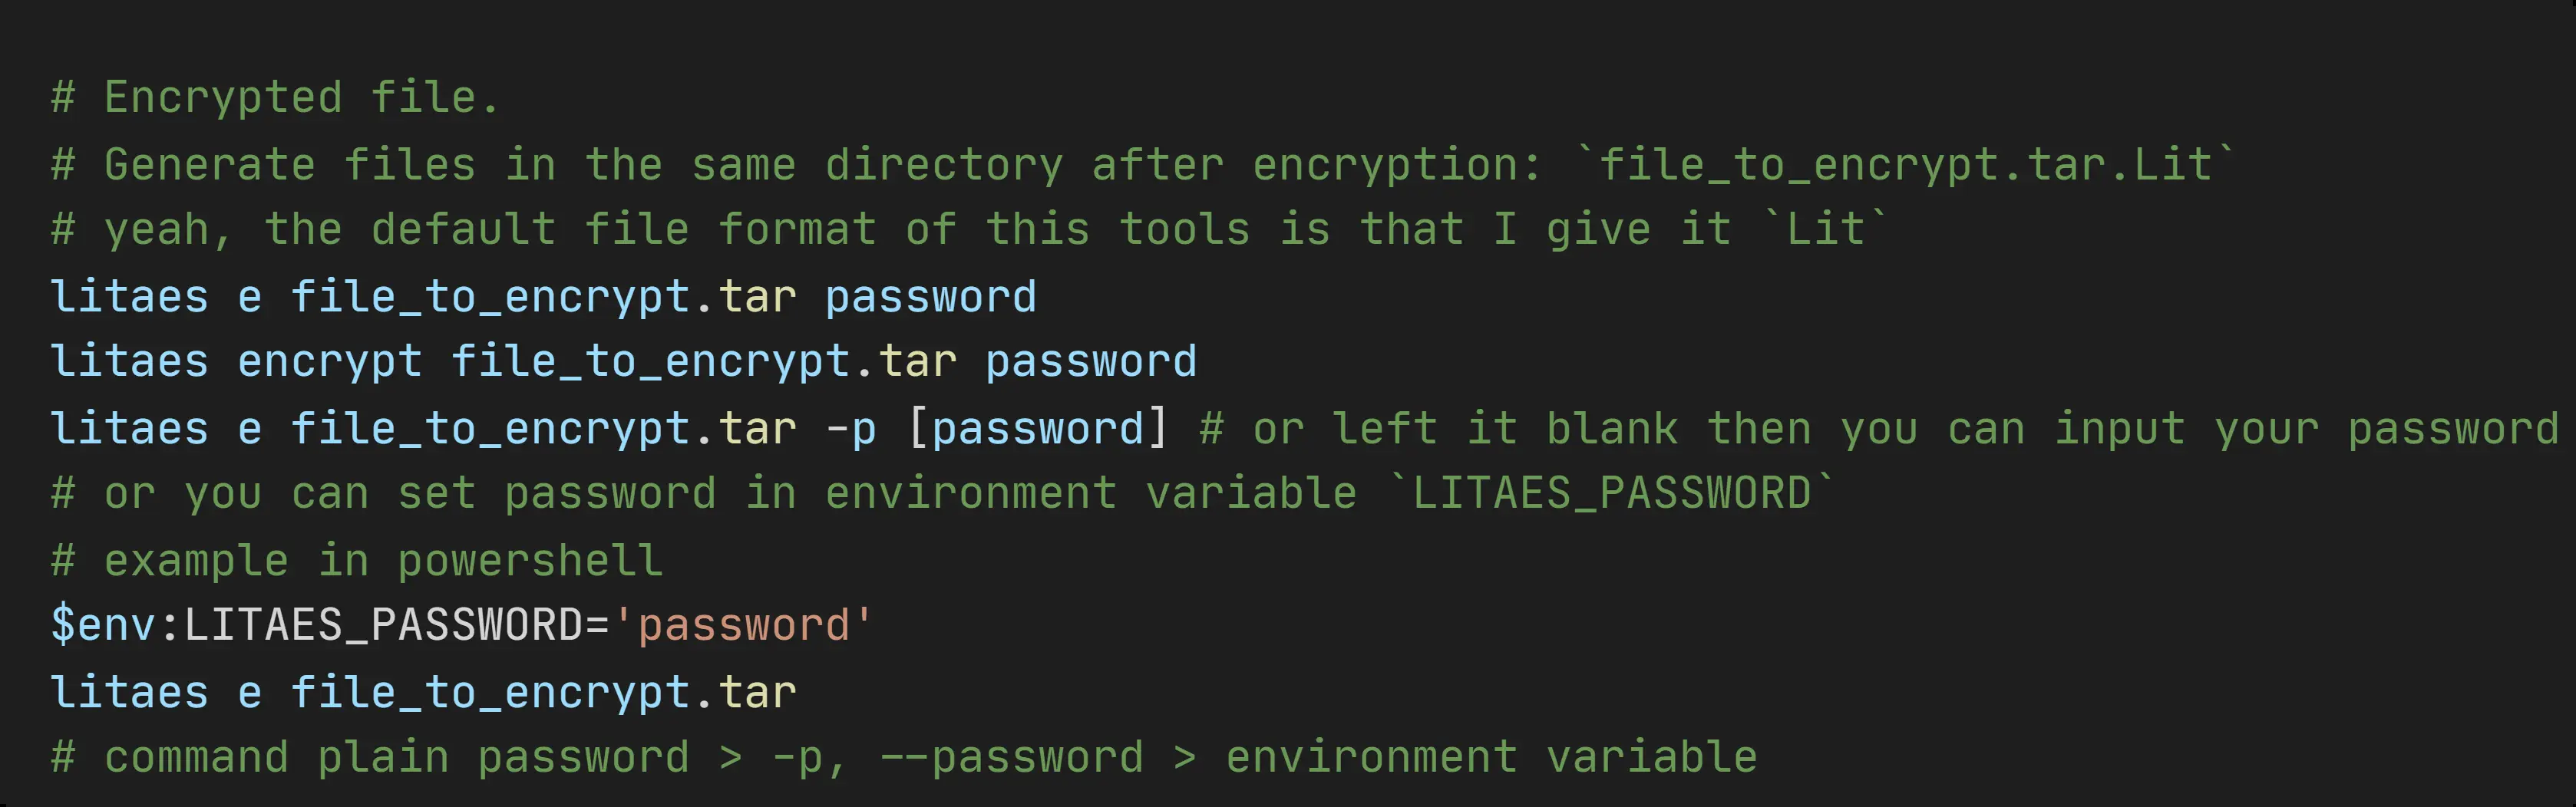 # Encrypted file.
# Generate files in the same directory after encryption: `file_to_encrypt.tar.Lit`
# yeah, the default file format of this tools is that I give it `Lit`
litaes e file_to_encrypt.tar password
litaes encrypt file_to_encrypt.tar password
litaes e file_to_encrypt.tar -p [password] # or left it blank then you can input your password
# or you can set password in environment variable `LITAES_PASSWORD`
# example in powershell
$env:LITAES_PASSWORD='password'
litaes e file_to_encrypt.tar
# command plain password > -p, --password > environment variable